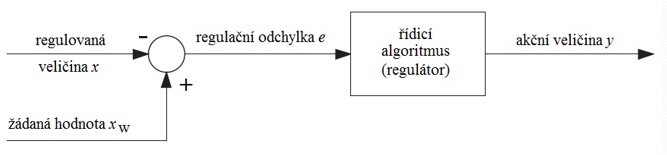 regulovaná
veličina x
-
+
regulační odchylka e
řídicí
algoritmus
(regulátor)
akční veličina y
žádaná hodnota xw